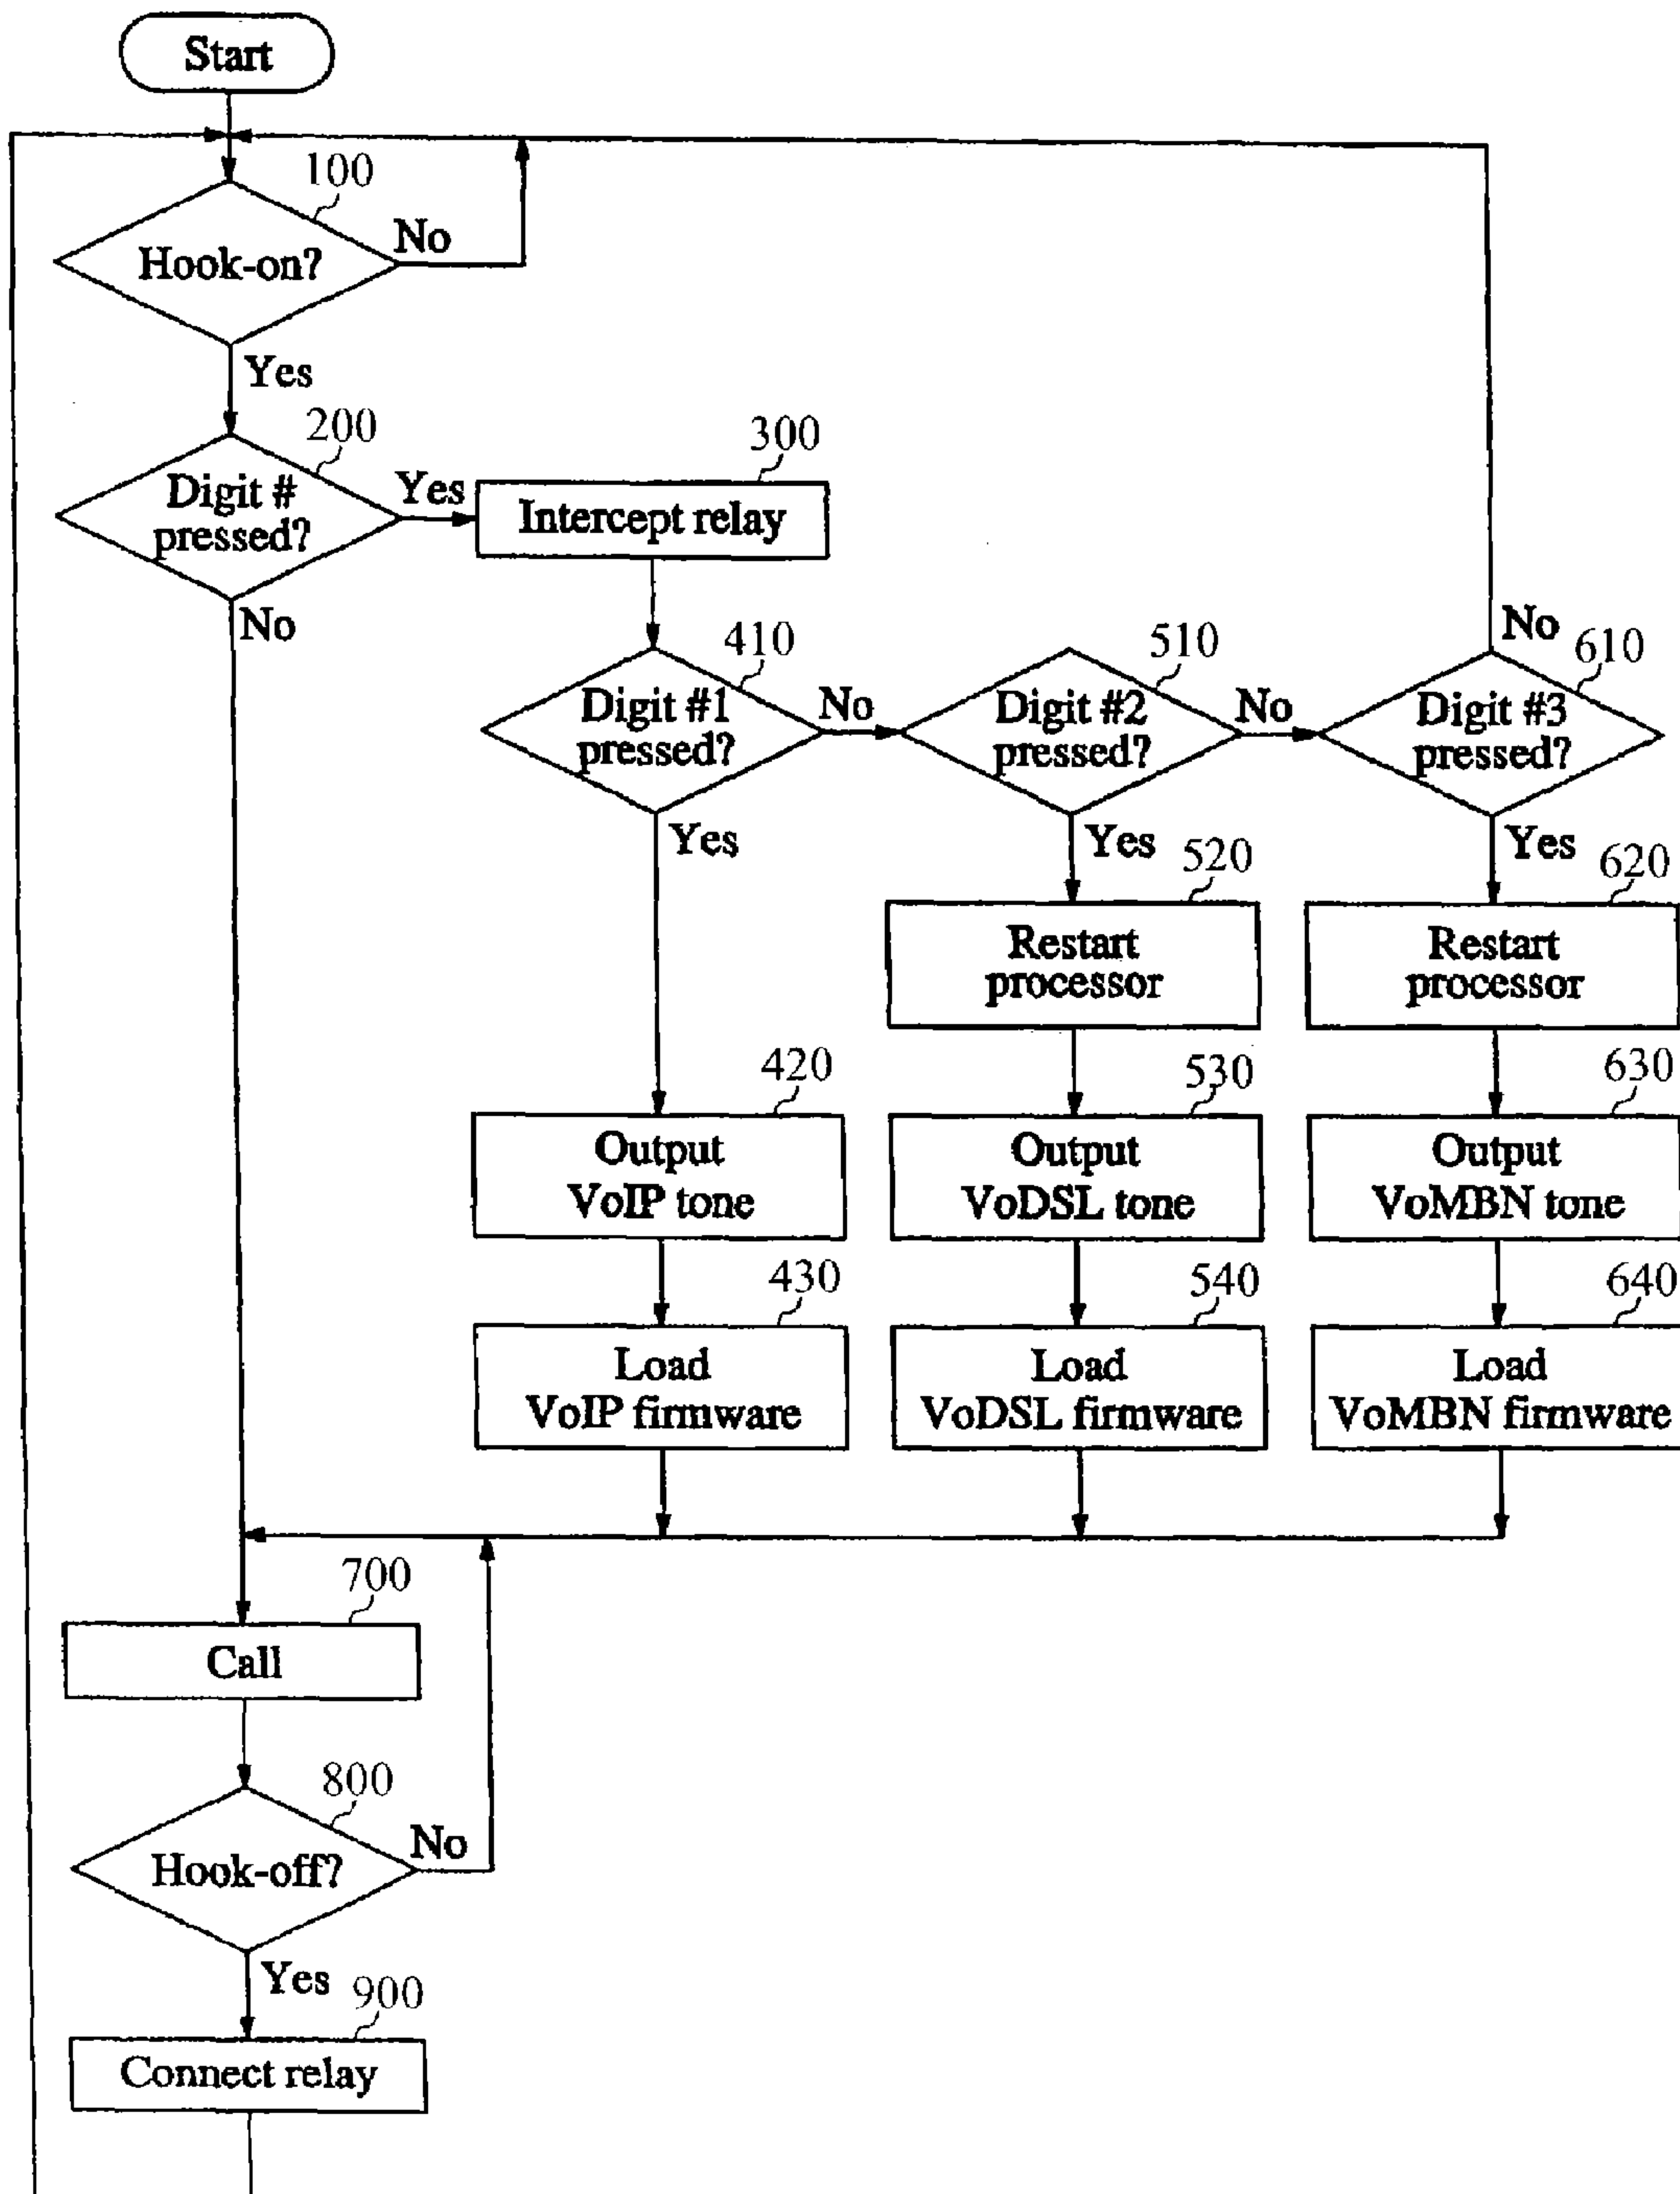 Start
100
Hook-on?
No
Yes
200
Digit #
pressed?
Yes
No
300
Intercept relay
410
Digit #1
pressed?
No
Yes
510
Digit #2
pressed?
No
Yes
610
Digit #3
pressed?
No
Yes
520
Restart
processor
620
Restart
processor
420
Output
VoIP tone
530
Output
VoDSL tone
630
Output
VoMBN tone
430
Load
VoIP firmware
540
Load
VoDSL firmware
640
Load
VoMBN firmware
700
Call
800
Hook-off?
No
Yes
900
Connect relay